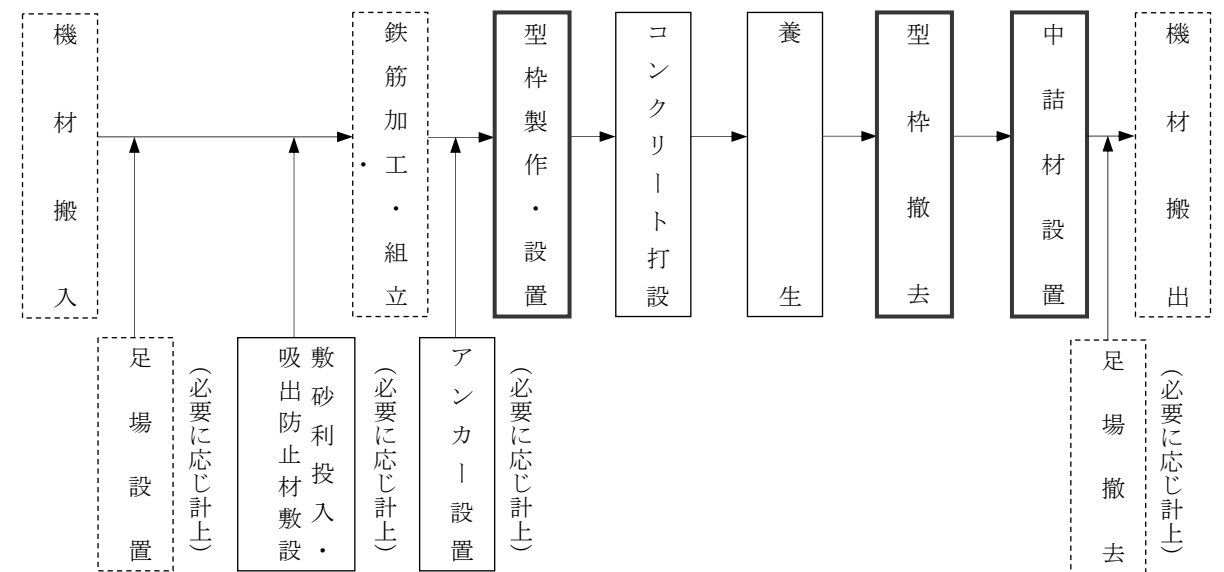 機材搬入
鉄筋加工・組立
型枠製作・設置
コンクリート打設
養生
型枠撤去
中詰材設置
機材搬出
足場設置
（必要に応じ計上）
敷砂利投入・
吸出防止材敷設
（必要に応じ計上）
アンカー設置
（必要に応じ計上）
足場撤去
（必要に応じ計上）